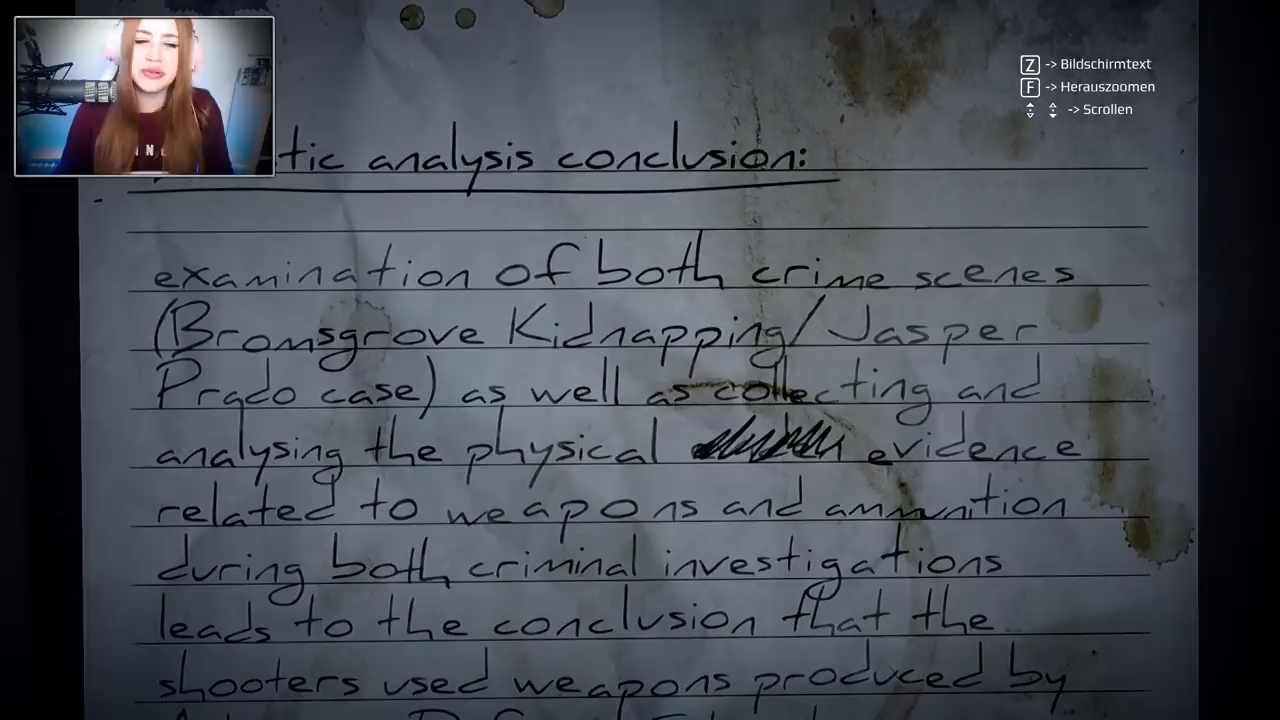 Z -> Bildschirmtext
F -> Herauszoomen
-> Scrollen
analysis conclusion:
examination of both crime scenes
(Bromsgrove Kidnapping/Jasper
Prado case) as well as collecting and
analysing the physical evidence
related to weapons and ammunition
during both criminal investigations
leads to the conclusion that the
shooters used weapons produced by